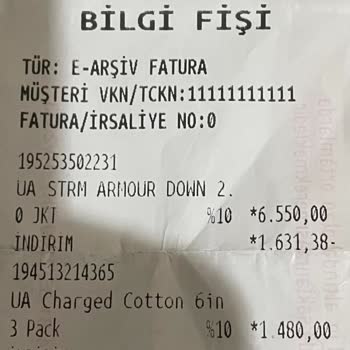 BİLGİ FİŞİ
TÜR: E-ARŞİV FATURA
MÜŞTERİ VKN/TCKN:11111111111
FATURA/İRSALİYE NO:0
195253502231
UA STRM ARMOUR DOWN 2.
0 JKT %10 *6.550,00
İNDİRİM *1.631,38-
194513214365
UA Charged Cotton 6in
3 Pack %10 *1.480,00